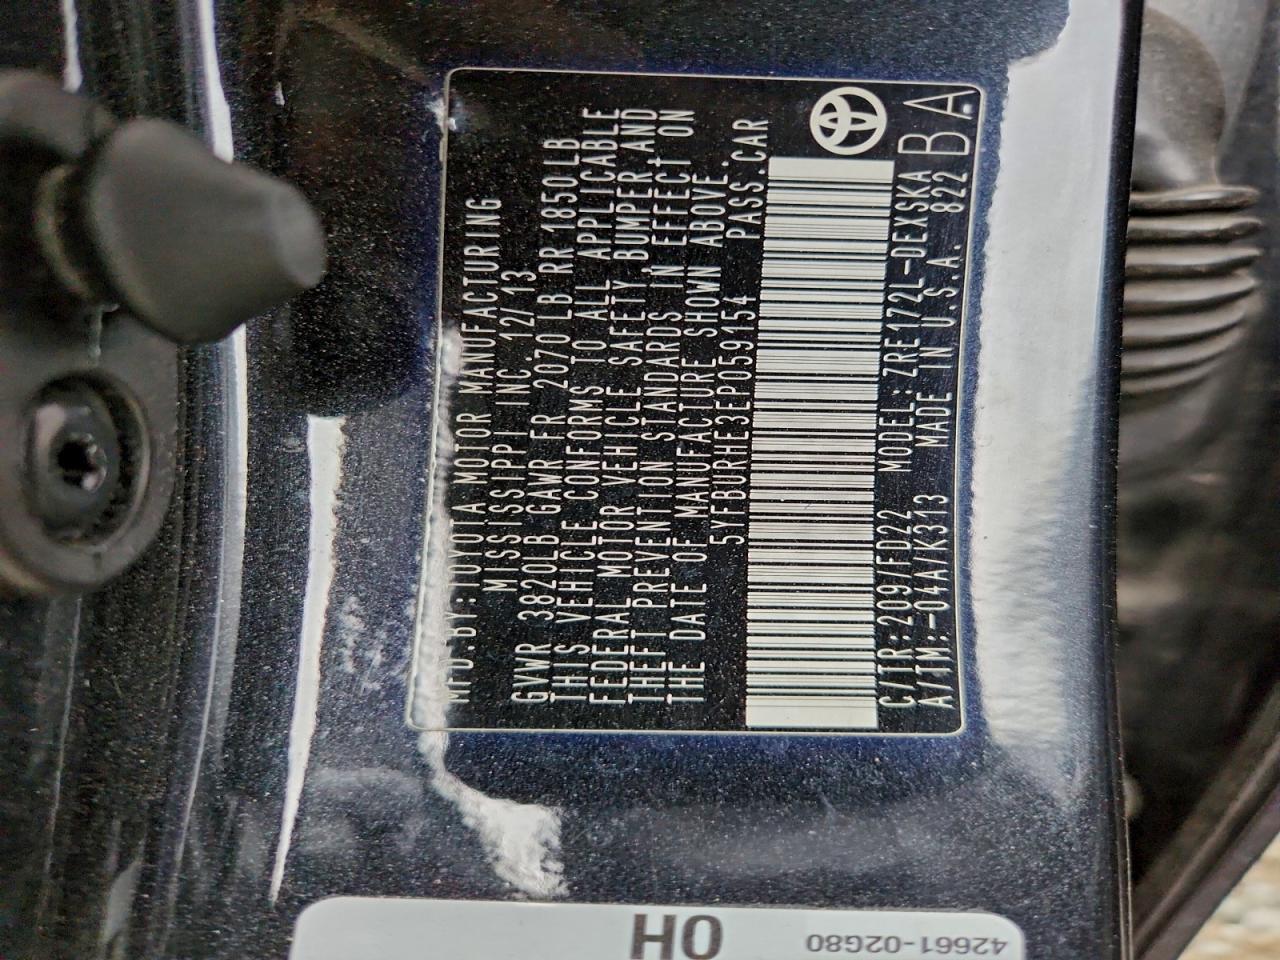 MFD.BY:TOYOTA MOTOR MANUFACTURING
MISSISSIPPI INC. 12/13
GVWR 3820LB GAWR FR 2070LB RR 1850LB
THIS VEHICLE CONFORMS TO ALL APPLICABLE
FEDERAL MOTOR VEHICLE SAFETY,BUMPER,AND
THEFT PREVENTION STANDARDS IN EFFECT ON
THE DATE OF MANUFACTURE SHOWN ABOVE.
5YFBURHE3EP059154 PASS.CAR
C/TR:209/FD22 MODEL:ZRE172L-DEXSKA
A/TM:-04A/K313 MADE IN U.S.A. 822 BA
B
42661-02G80
0H